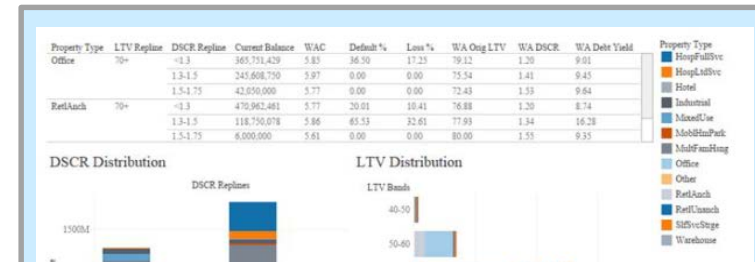 Property Type LTV Repline DSCR Repline Current Balance WAC Default % Loss % WA Orig LTV WA DSCR WA Debt Yield
Office 70+ <1.3 365,751,429 5.85 36.50 17.25 79.12 1.20 9.01
1.3-1.5 245,608,750 5.97 0.00 0.00 75.54 1.41 9.45
1.5-1.75 42,050,000 5.77 0.00 0.00 72.43 1.53 9.64
RetlAnch 70+ <1.3 470,962,461 5.77 20.01 10.41 76.88 1.20 8.74
1.3-1.5 118,750,078 5.86 65.53 32.61 77.93 1.34 16.28
1.5-1.75 6,000,000 5.61 0.00 0.00 80.00 1.55 9.35
Property Type
HospFullSvc
HospLtdSvc
Hotel
Industrial
MixedUse
MoblHmPark
MultFamHsng
Office
Other
RetlAnch
RetlUnanch
SlfSvcStrge
Warehouse
DSCR Distribution
DSCR Replines
1500M
LTV Distribution
LTV Bands
40-50
50-60